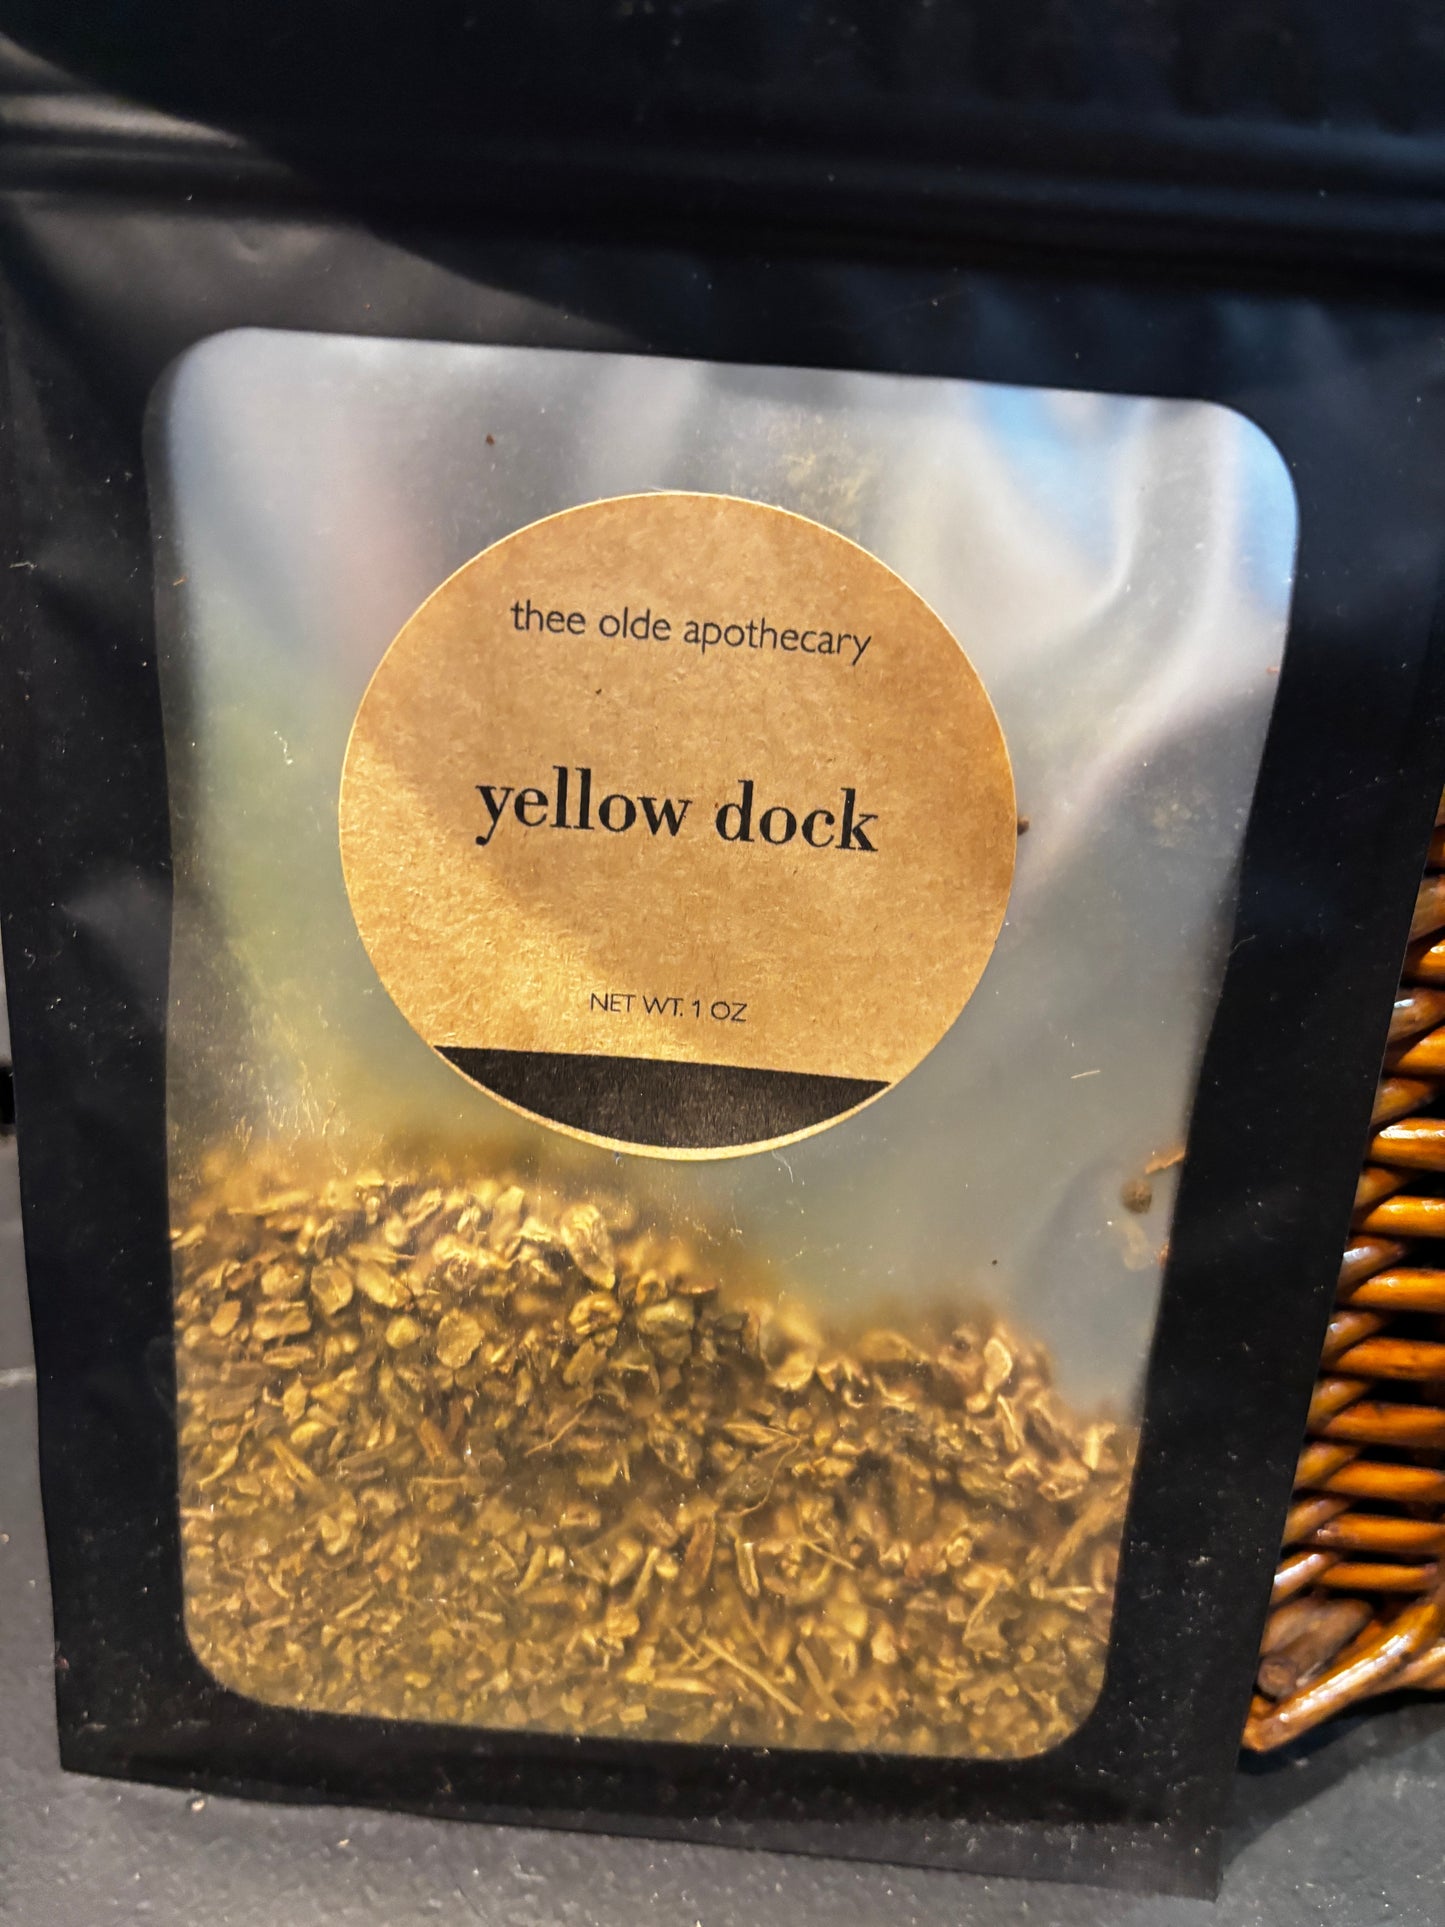 thee olde apothecary
yellow dock
NET WT. 1 OZ